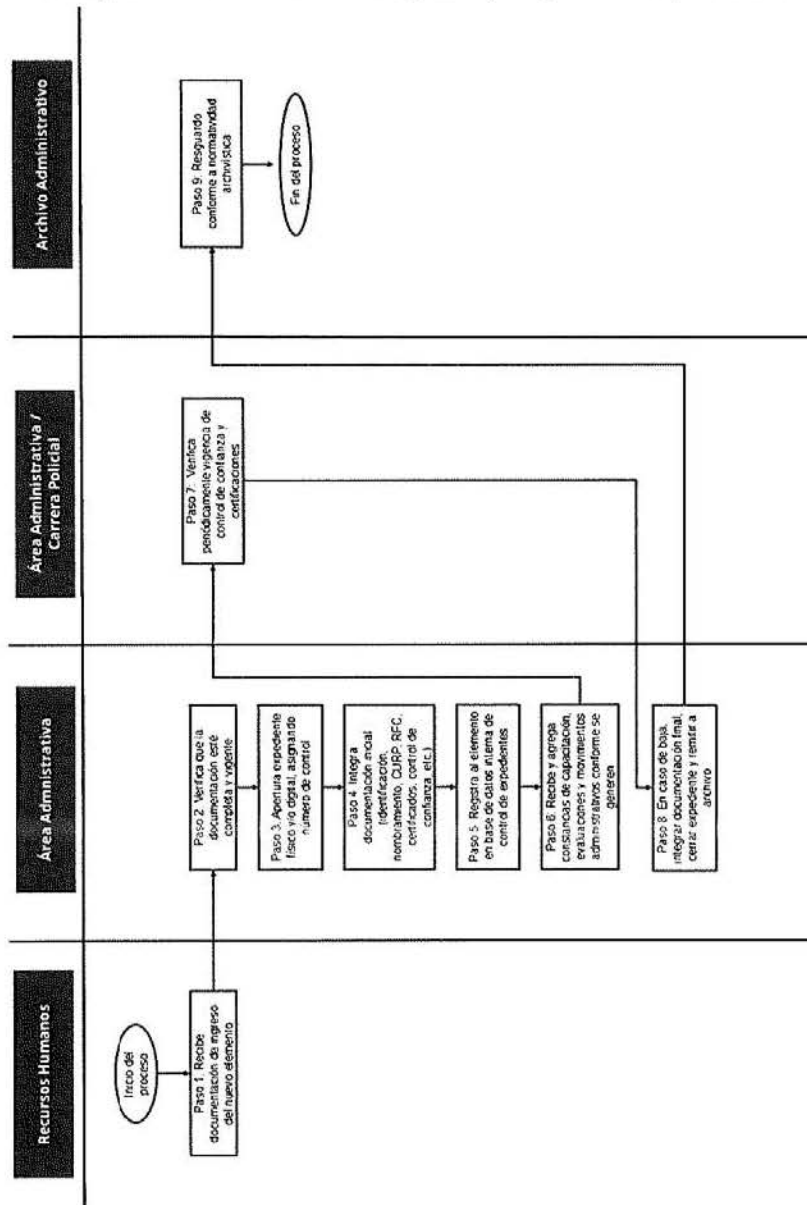 Recursos Humanos
Área Administrativa
Área Administrativa /
Carrera Policial
Archivo Administrativo
Inicio del
proceso
Paso 1. Recibe
documentación de ingreso
del nuevo elemento
Paso 2 Verifica que la
documentación esté
completa y vigente
Paso 3. Apertura expediente
físico y/o digital, asignando
número de control
Paso 4 Integra
documentación inicial
(identificación,
nombramiento, CURP, RFC,
certificados, control de
confianza, etc.)
Paso 5 Registra al elemento
en base de datos interna de
control de expedientes
Paso 6: Recibe y agrega
constancias de capacitación,
evaluaciones y movimientos
administrativos conforme se
generen
Paso 7: Verifica
periódicamente vigencia de
control de confianza y
certificaciones
Paso 8 En caso de baja,
integrar documentación final,
cerrar expediente y remitir a
archivo
Paso 9: Resguardo
conforme a normatividad
archivística
Fin del proceso